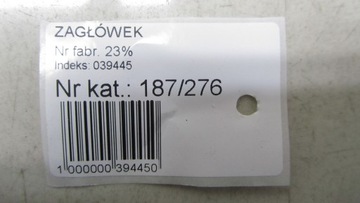 ZAGŁÓWEK
Nr fabr. 23%
Indeks: 039445
Nr kat.: 187/276
1 000000 394450